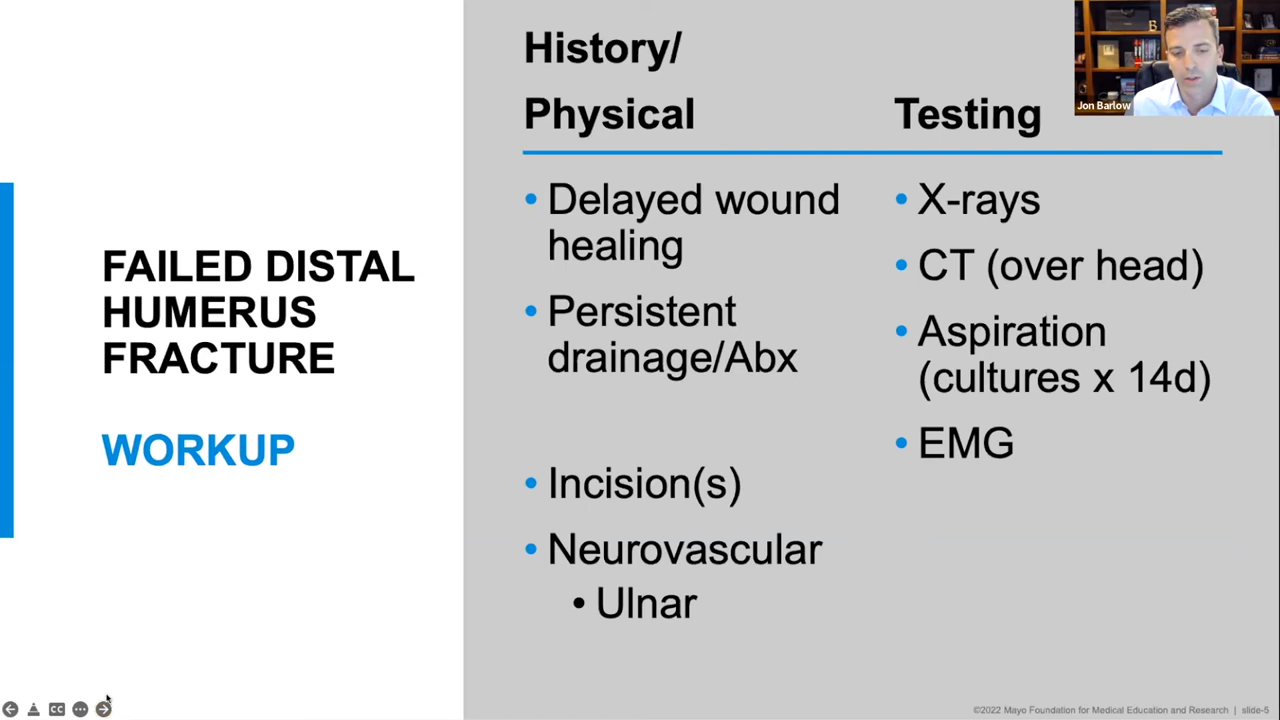 FAILED DISTAL
HUMERUS
FRACTURE
WORKUP
History/
Physical
• Delayed wound
healing
• Persistent
drainage/Abx
• Incision(s)
• Neurovascular
• Ulnar
Testing
• X-rays
• CT (over head)
• Aspiration
(cultures x 14d)
• EMG
Jon Barlow
CC
©2022 Mayo Foundation for Medical Education and Research | slide-5